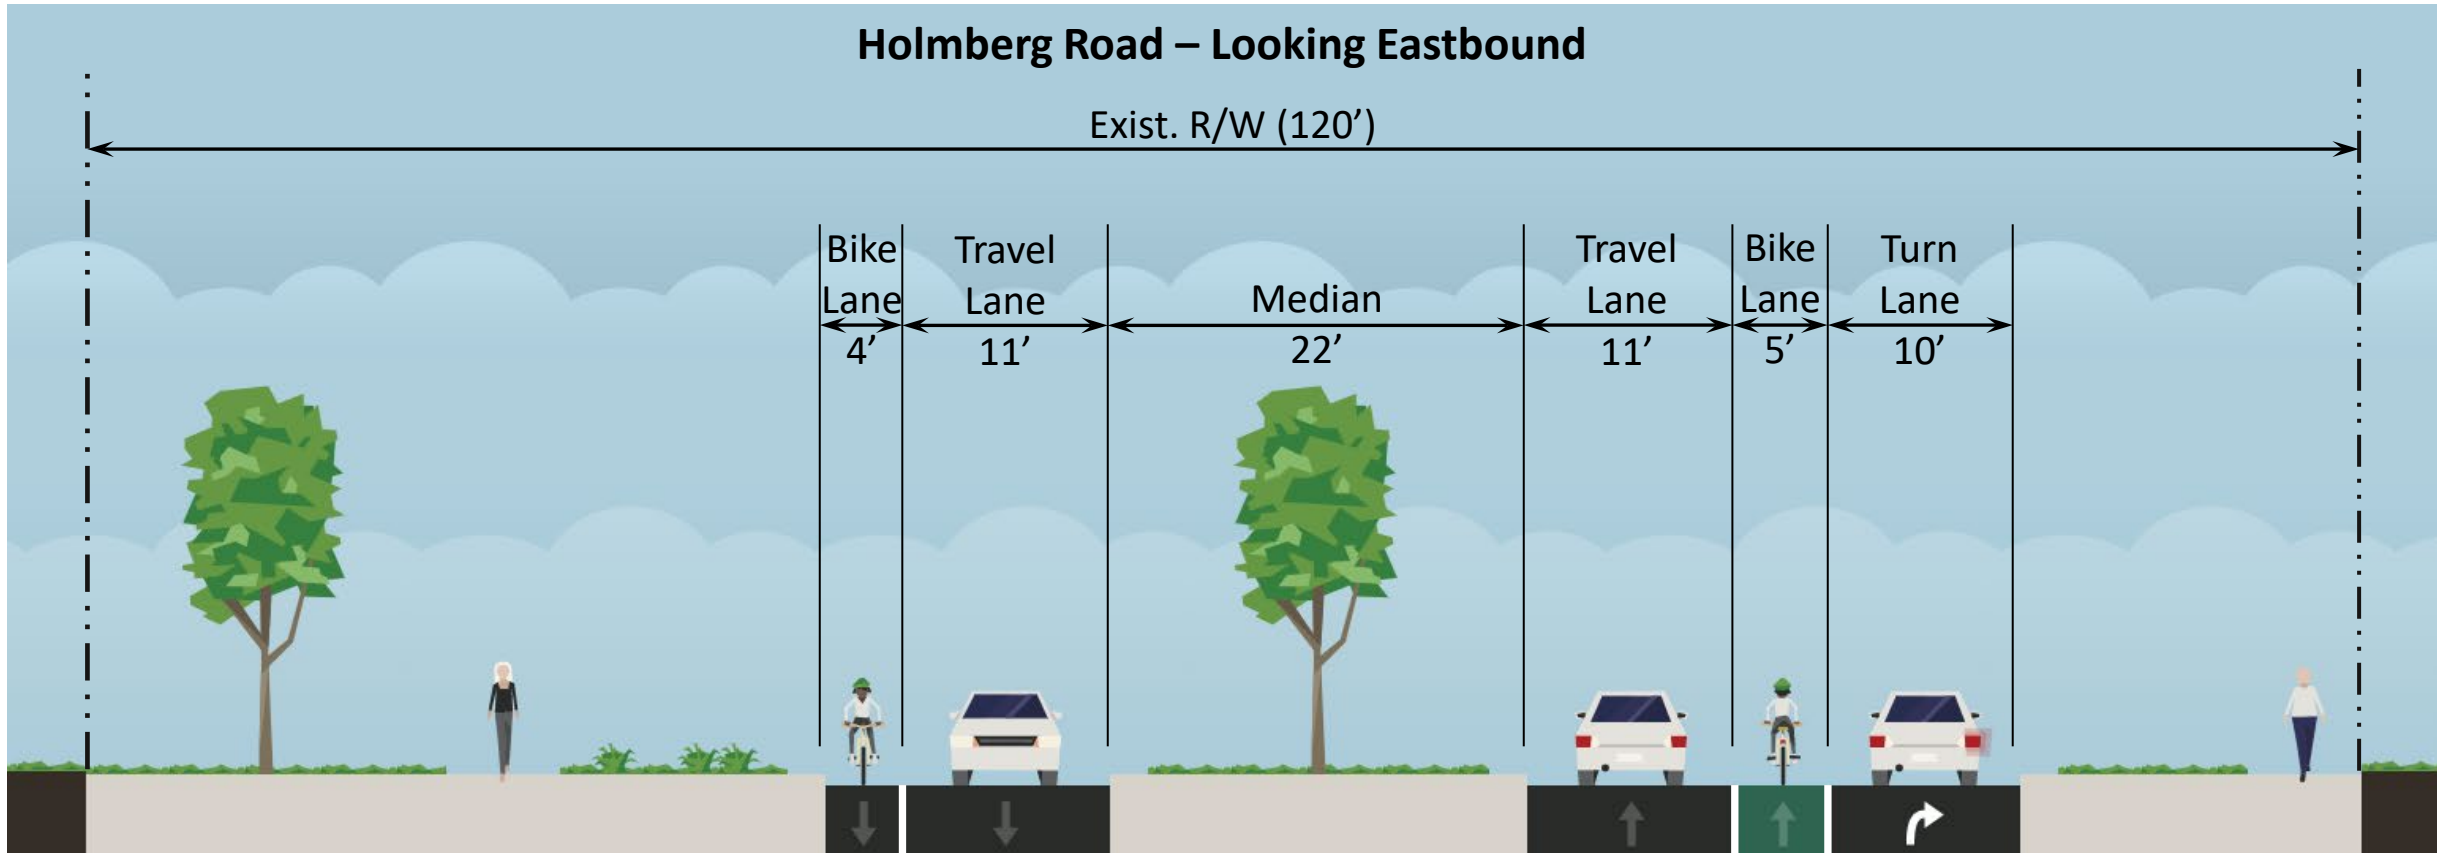 Holmberg Road – Looking Eastbound
Exist. R/W (120’)
Bike
Lane
4’
Travel
Lane
11’
Median
22’
Travel
Lane
11’
Bike
Lane
5’
Turn
Lane
10’